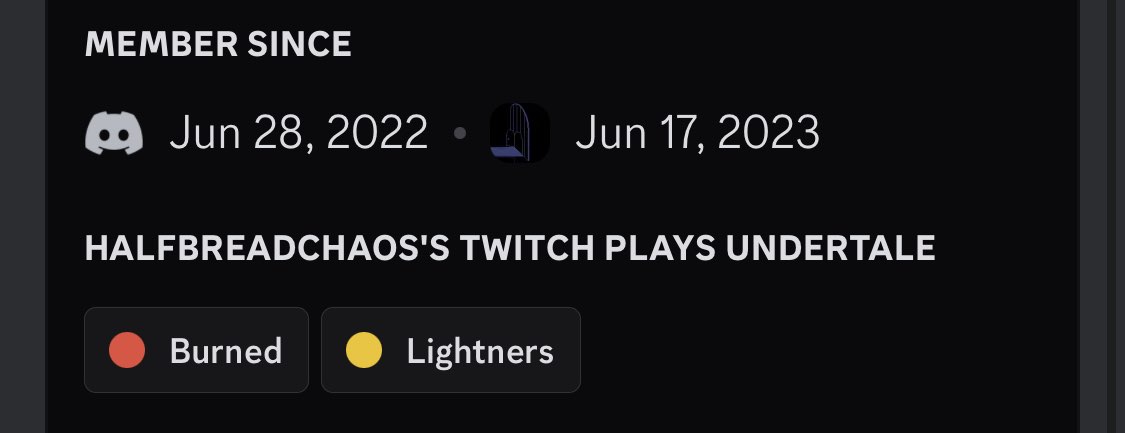 MEMBER SINCE
Jun 28, 2022 • Jun 17, 2023
HALFBREADCHAOS'S TWITCH PLAYS UNDERTALE
Burned Lightners